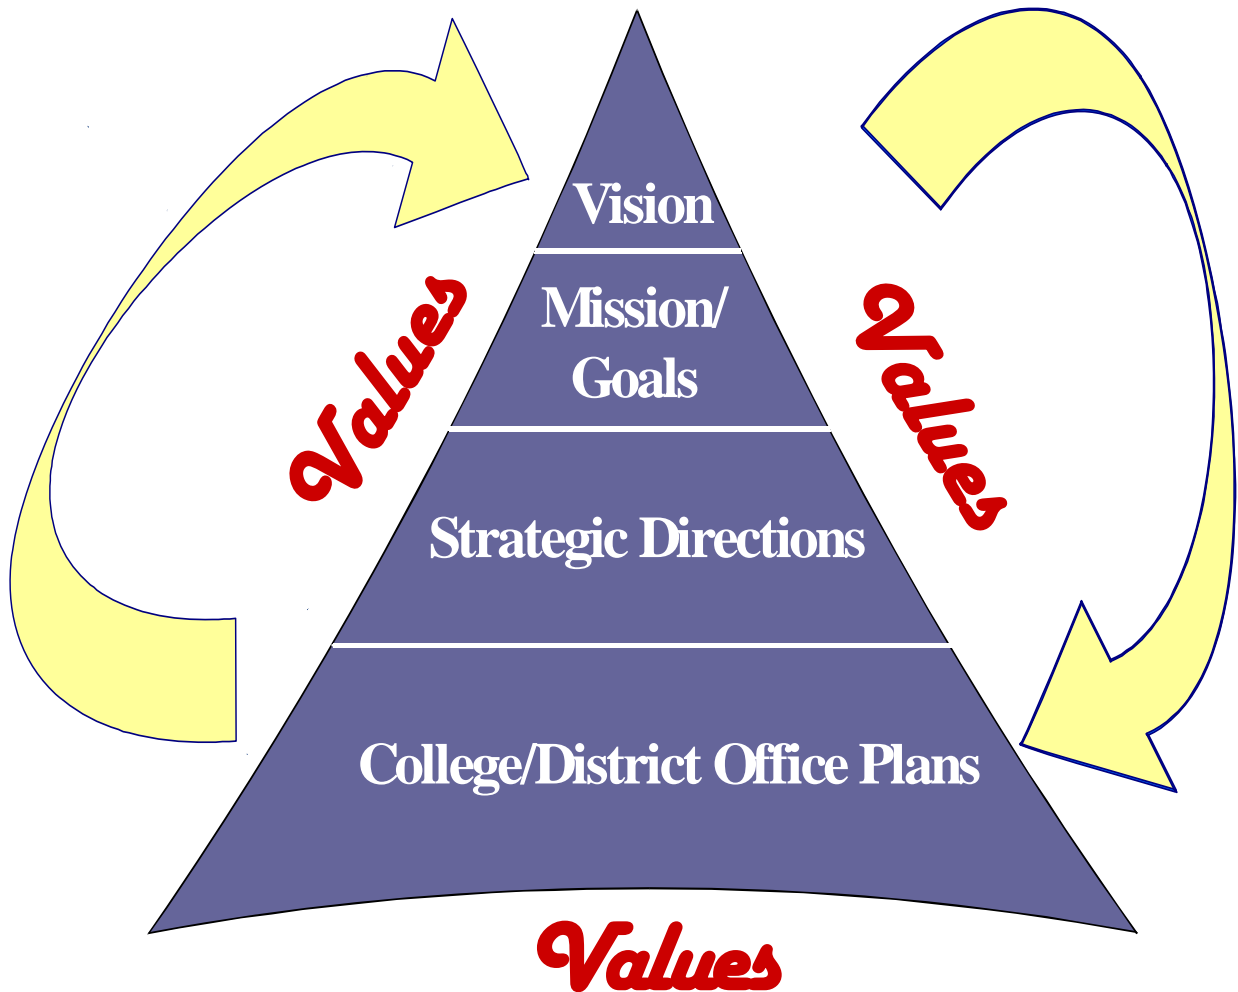 Vision
Mission/
Goals
Values
Values
Strategic Directions
College/District Office Plans
Values